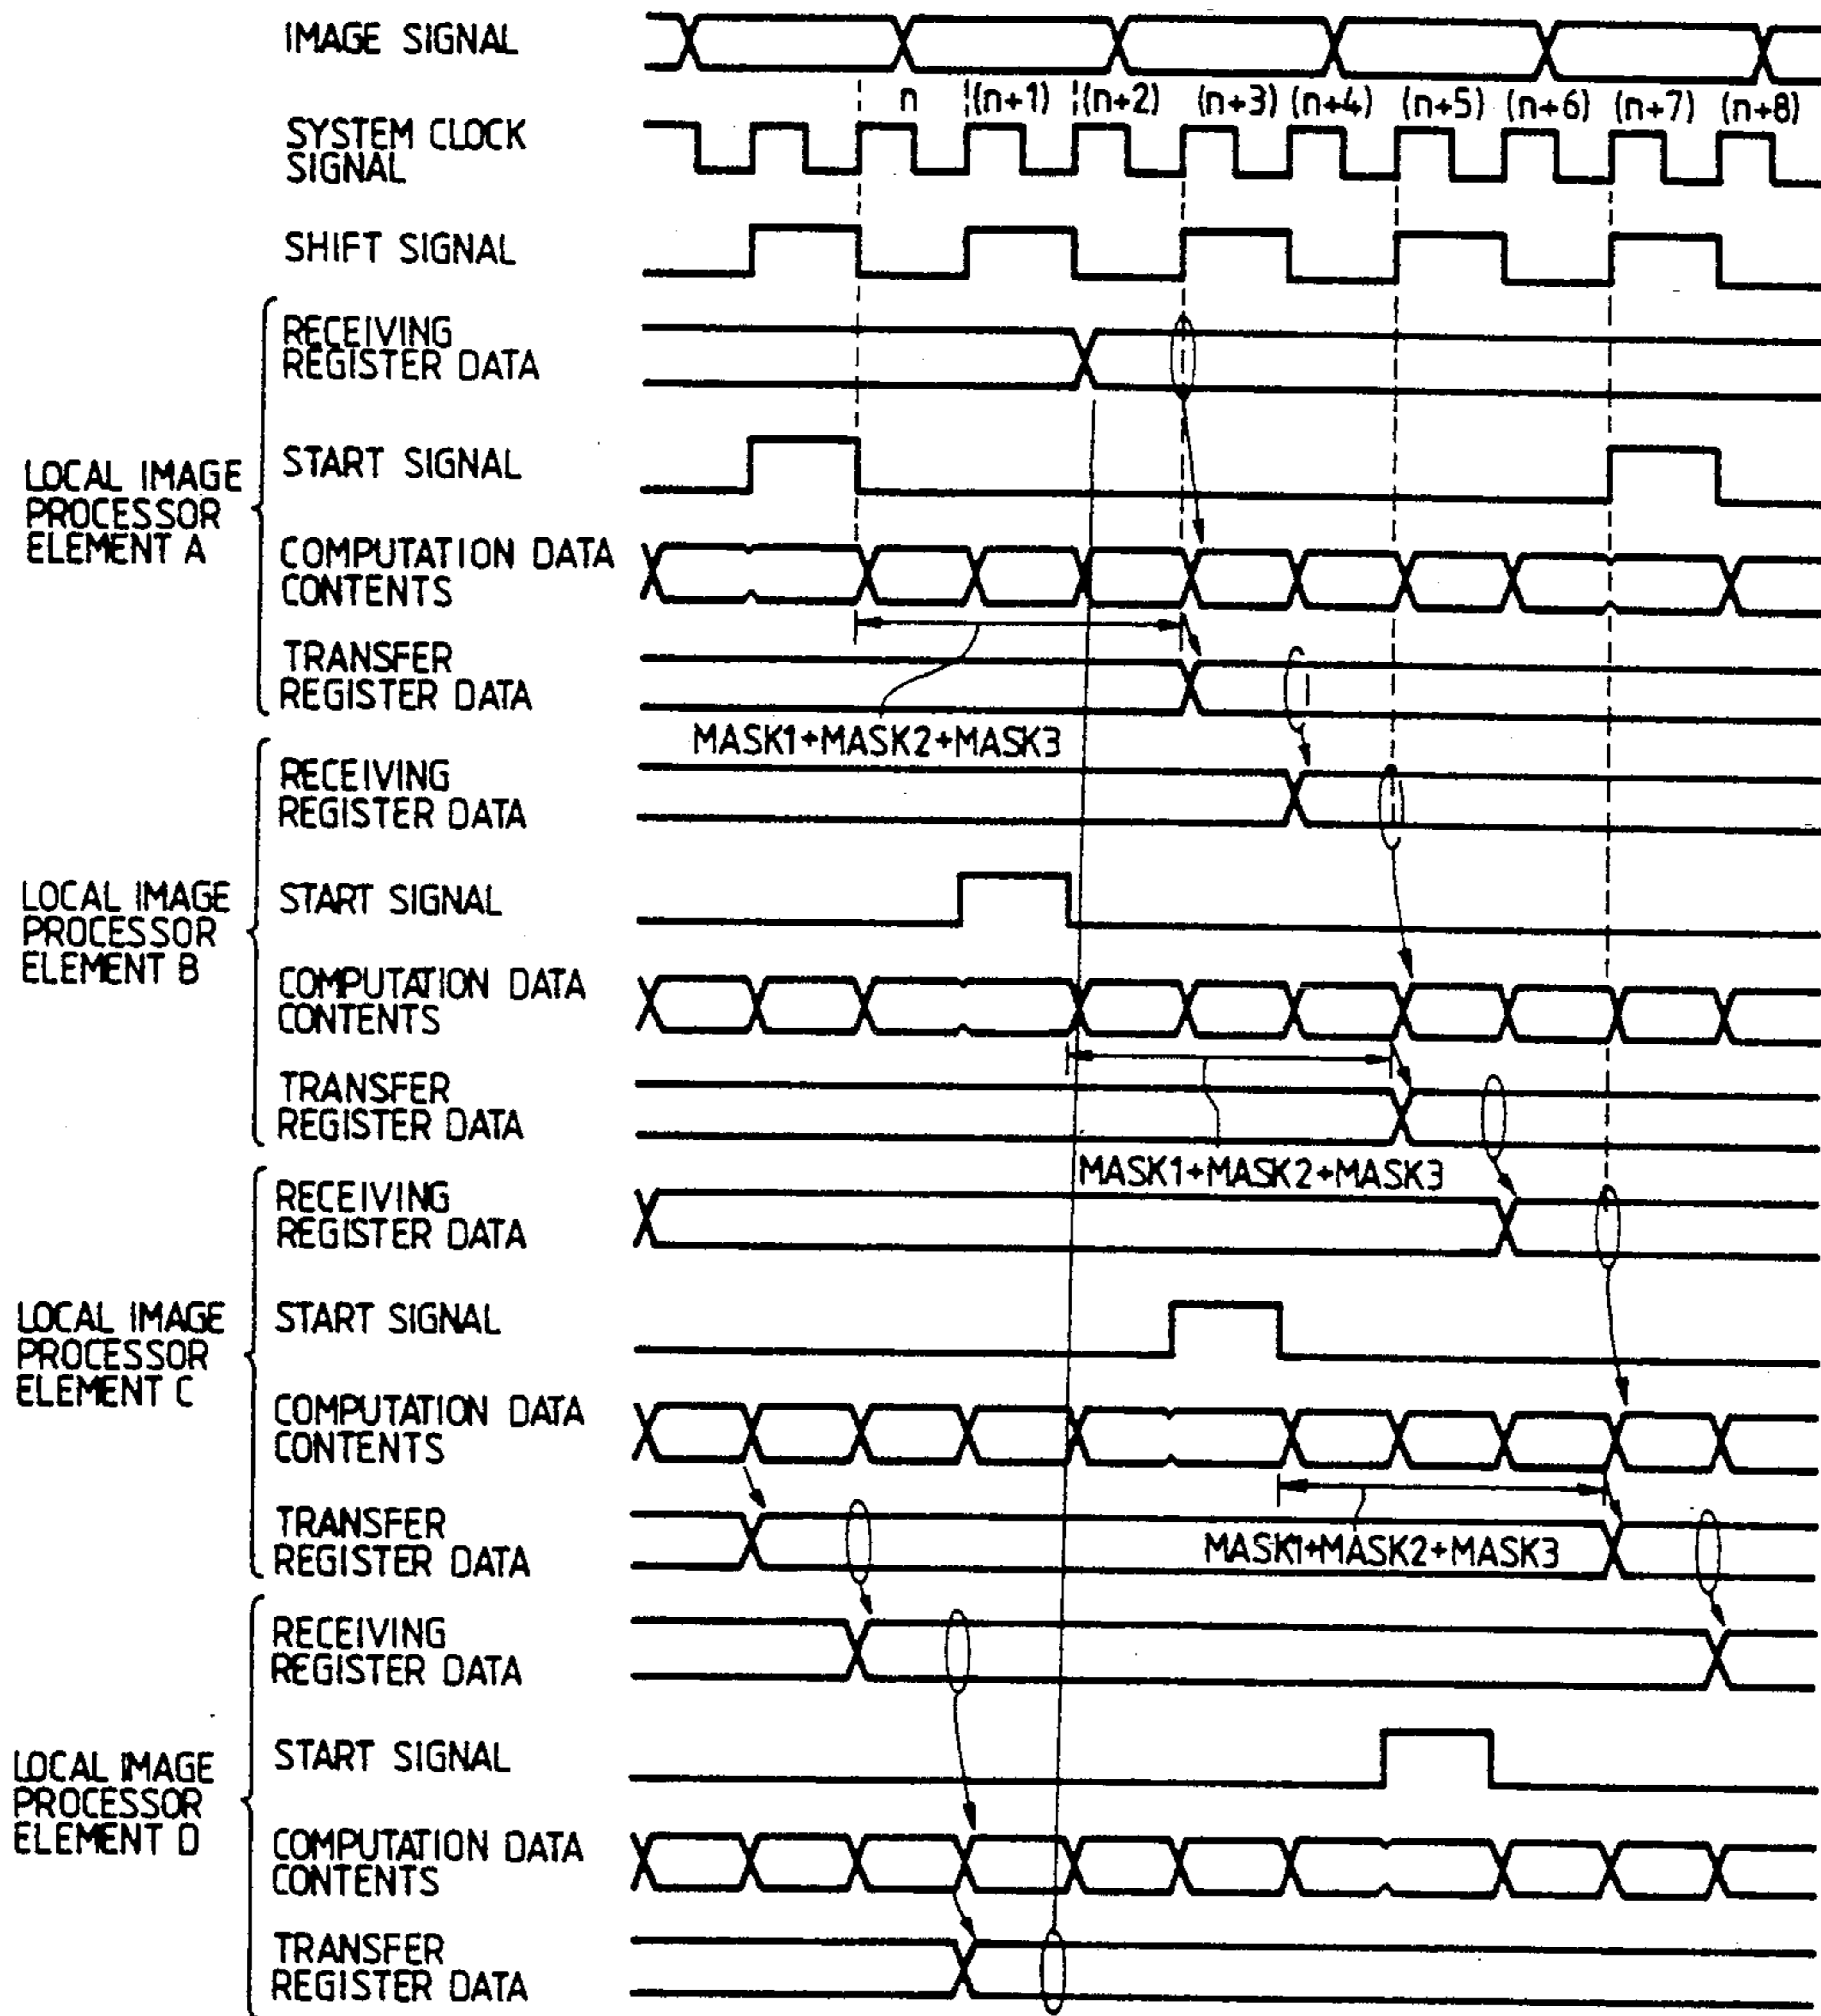 IMAGE SIGNAL
n (n+1) (n+2) (n+3) (n+4) (n+5) (n+6) (n+7) (n+8)
SYSTEM CLOCK
SIGNAL
SHIFT SIGNAL
LOCAL IMAGE
PROCESSOR
ELEMENT A
RECEIVING
REGISTER DATA
START SIGNAL
COMPUTATION DATA
CONTENTS
TRANSFER
REGISTER DATA
MASK1+MASK2+MASK3
LOCAL IMAGE
PROCESSOR
ELEMENT B
RECEIVING
REGISTER DATA
START SIGNAL
COMPUTATION DATA
CONTENTS
TRANSFER
REGISTER DATA
MASK1+MASK2+MASK3
LOCAL IMAGE
PROCESSOR
ELEMENT C
RECEIVING
REGISTER DATA
START SIGNAL
COMPUTATION DATA
CONTENTS
TRANSFER
REGISTER DATA
MASK1+MASK2+MASK3
LOCAL IMAGE
PROCESSOR
ELEMENT D
RECEIVING
REGISTER DATA
START SIGNAL
COMPUTATION DATA
CONTENTS
TRANSFER
REGISTER DATA